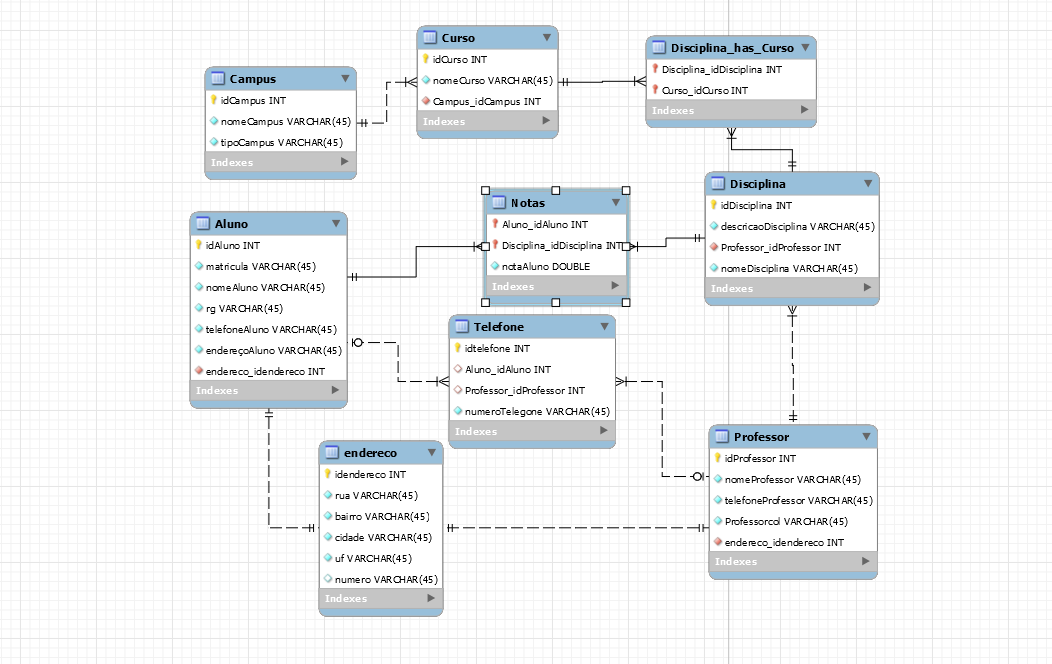 Campus
idCampus INT
nomeCampus VARCHAR(45)
tipoCampus VARCHAR(45)
Indexes
Curso
idCurso INT
nomeCurso VARCHAR(45)
Campus_idCampus INT
Indexes
Disciplina_has_Curso
Disciplina_idDisciplina INT
Curso_idCurso INT
Indexes
Aluno
idAluno INT
matricula VARCHAR(45)
nomeAluno VARCHAR(45)
rg VARCHAR(45)
telefoneAluno VARCHAR(45)
endereçoAluno VARCHAR(45)
endereco_idendereco INT
Indexes
Notas
Aluno_idAluno INT
Disciplina_idDisciplina INT
notaAluno DOUBLE
Indexes
Disciplina
idDisciplina INT
descricaoDisciplina VARCHAR(45)
Professor_idProfessor INT
nomeDisciplina VARCHAR(45)
Indexes
Telefone
idtelefone INT
Aluno_idAluno INT
Professor_idProfessor INT
numeroTelegone VARCHAR(45)
Indexes
endereco
idendereco INT
rua VARCHAR(45)
bairro VARCHAR(45)
cidade VARCHAR(45)
uf VARCHAR(45)
numero VARCHAR(45)
Indexes
Professor
idProfessor INT
nomeProfessor VARCHAR(45)
telefoneProfessor VARCHAR(45)
Professorcol VARCHAR(45)
endereco_idendereco INT
Indexes